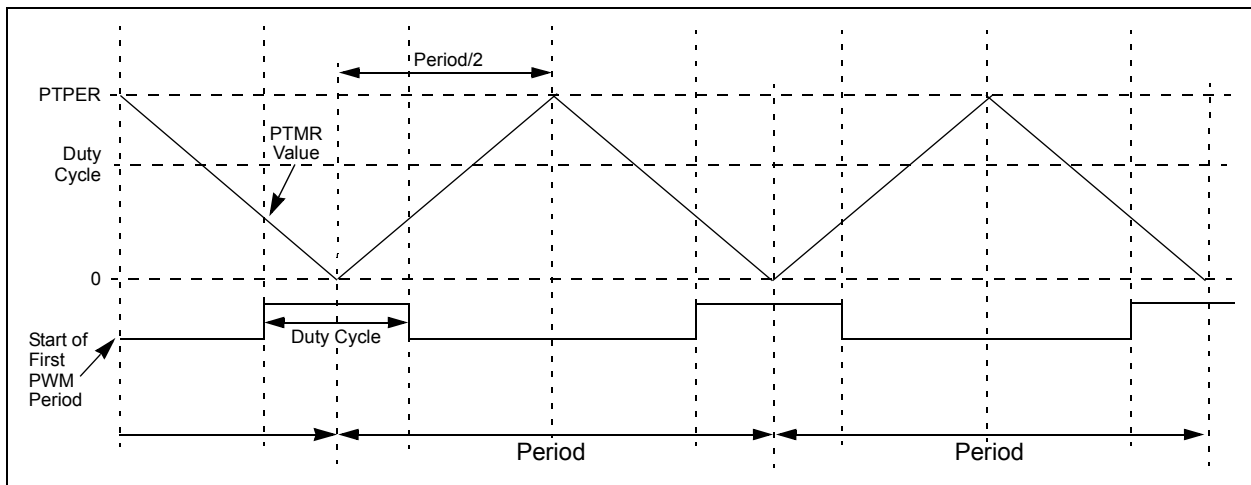 Period/2
PTPER
PTMR
Value
Duty
Cycle
0
Duty Cycle
Start of
First
PWM
Period
Period
Period